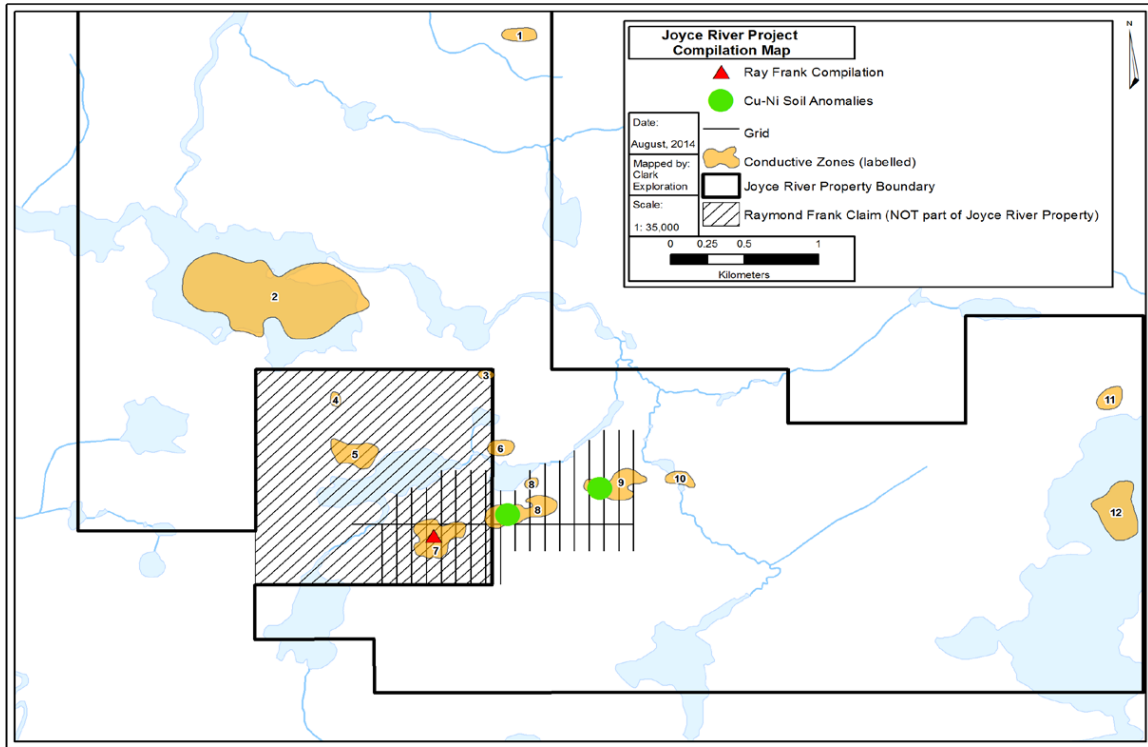 Joyce River Project
Compilation Map
N
Ray Frank Compilation
Cu-Ni Soil Anomalies
Date:
August, 2014
Grid
Mapped by:
Clark
Exploration
Conductive Zones (labelled)
Joyce River Property Boundary
Scale:
1: 35,000
Raymond Frank Claim (NOT part of Joyce River Property)
0 0.25 0.5 1
Kilometers
1
2
3
4
5
6
7
8
8
9
10
11
12